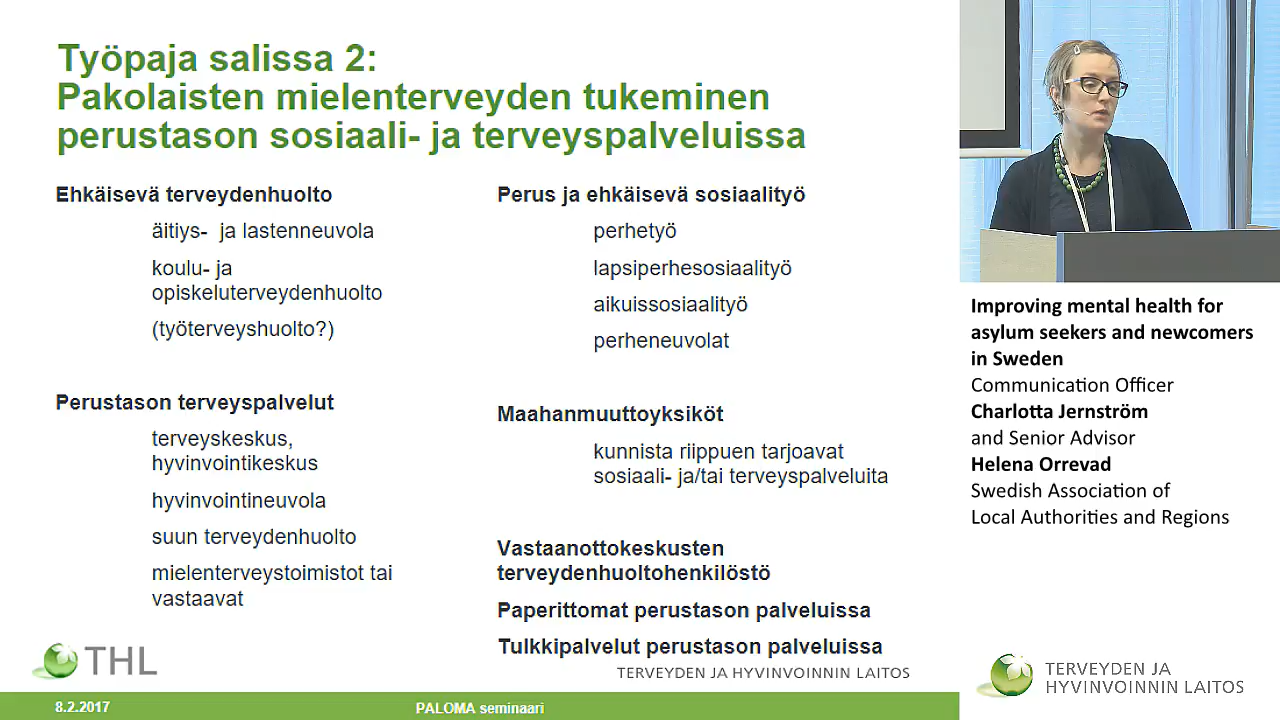 Työpaja salissa 2:
Pakolaisten mielenterveyden tukeminen
perustason sosiaali- ja terveyspalveluissa
Ehkäisevä terveydenhuolto
äitiys- ja lastenneuvola
koulu- ja
opiskeluterveydenhuolto
(työterveyshuolto?)
Perustason terveyspalvelut
terveyskeskus,
hyvinvointikeskus
hyvinvointineuvola
suun terveydenhuolto
mielenterveystoimistot tai
vastaavat
Perus ja ehkäisevä sosiaalityö
perhetyö
lapsiperhesosiaalityö
aikuissosiaalityö
perheneuvolat
Maahanmuuttoyksiköt
kunnista riippuen tarjoavat
sosiaali- ja/tai terveyspalveluita
Vastaanottokeskusten
terveydenhuoltohenkilöstö
Paperittomat perustason palveluissa
Tulkkipalvelut perustason palveluissa
THL
TERVEYDEN JA HYVINVOINNIN LAITOS
8.2.2017
PALOMA seminaari
Improving mental health for
asylum seekers and newcomers
in Sweden
Communication Officer
Charlotta Jernström
and Senior Advisor
Helena Orrevad
Swedish Association of
Local Authorities and Regions
TERVEYDEN JA
HYVINVOINNIN LAITOS